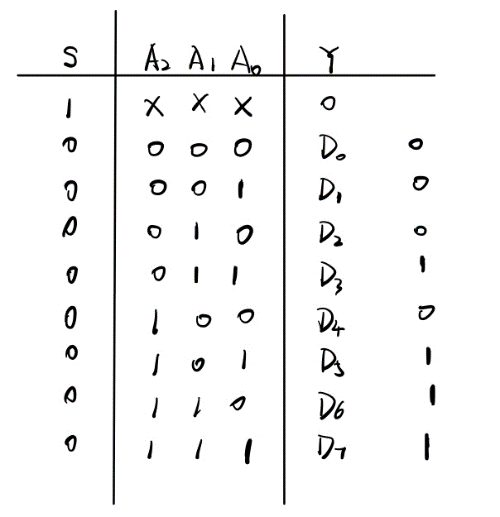 S A₂ A₁ A₀ Y
1 X X X 0
0 0 0 0 D₀ 0
0 0 0 1 D₁ 0
0 0 1 0 D₂ 0
0 0 1 1 D₃ 1
0 1 0 0 D₄ 0
0 1 0 1 D₅ 1
0 1 1 0 D₆ 1
0 1 1 1 D₇ 1